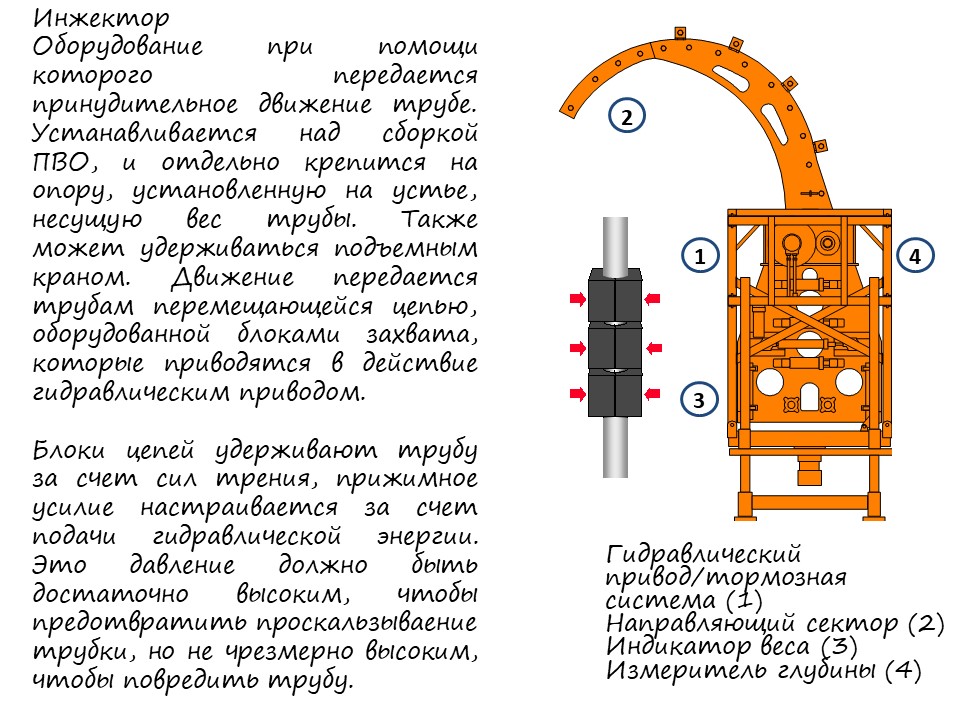 Инжектор
Оборудование при помощи
которого передается
принудительное движение трубе.
Устанавливается над сборкой
ПВО, и отдельно крепится на
опору, установленную на устье,
несущую вес трубы. Также
может удерживаться подъемным
краном. Движение передается
трубам перемещающейся цепью,
оборудованной блоками захвата,
которые приводятся в действие
гидравлическим приводом.
Блоки цепей удерживают трубу
за счет сил трения, прижимное
усилие настраивается за счет
подачи гидравлической энергии.
Это давление должно быть
достаточно высоким, чтобы
предотвратить проскальзываение
трубки, но не чрезмерно высоким,
чтобы повредить трубу.
2
1
4
3
Гидравлический
привод/тормозная
система (1)
Направляющий сектор (2)
Индикатор веса (3)
Измеритель глубины (4)